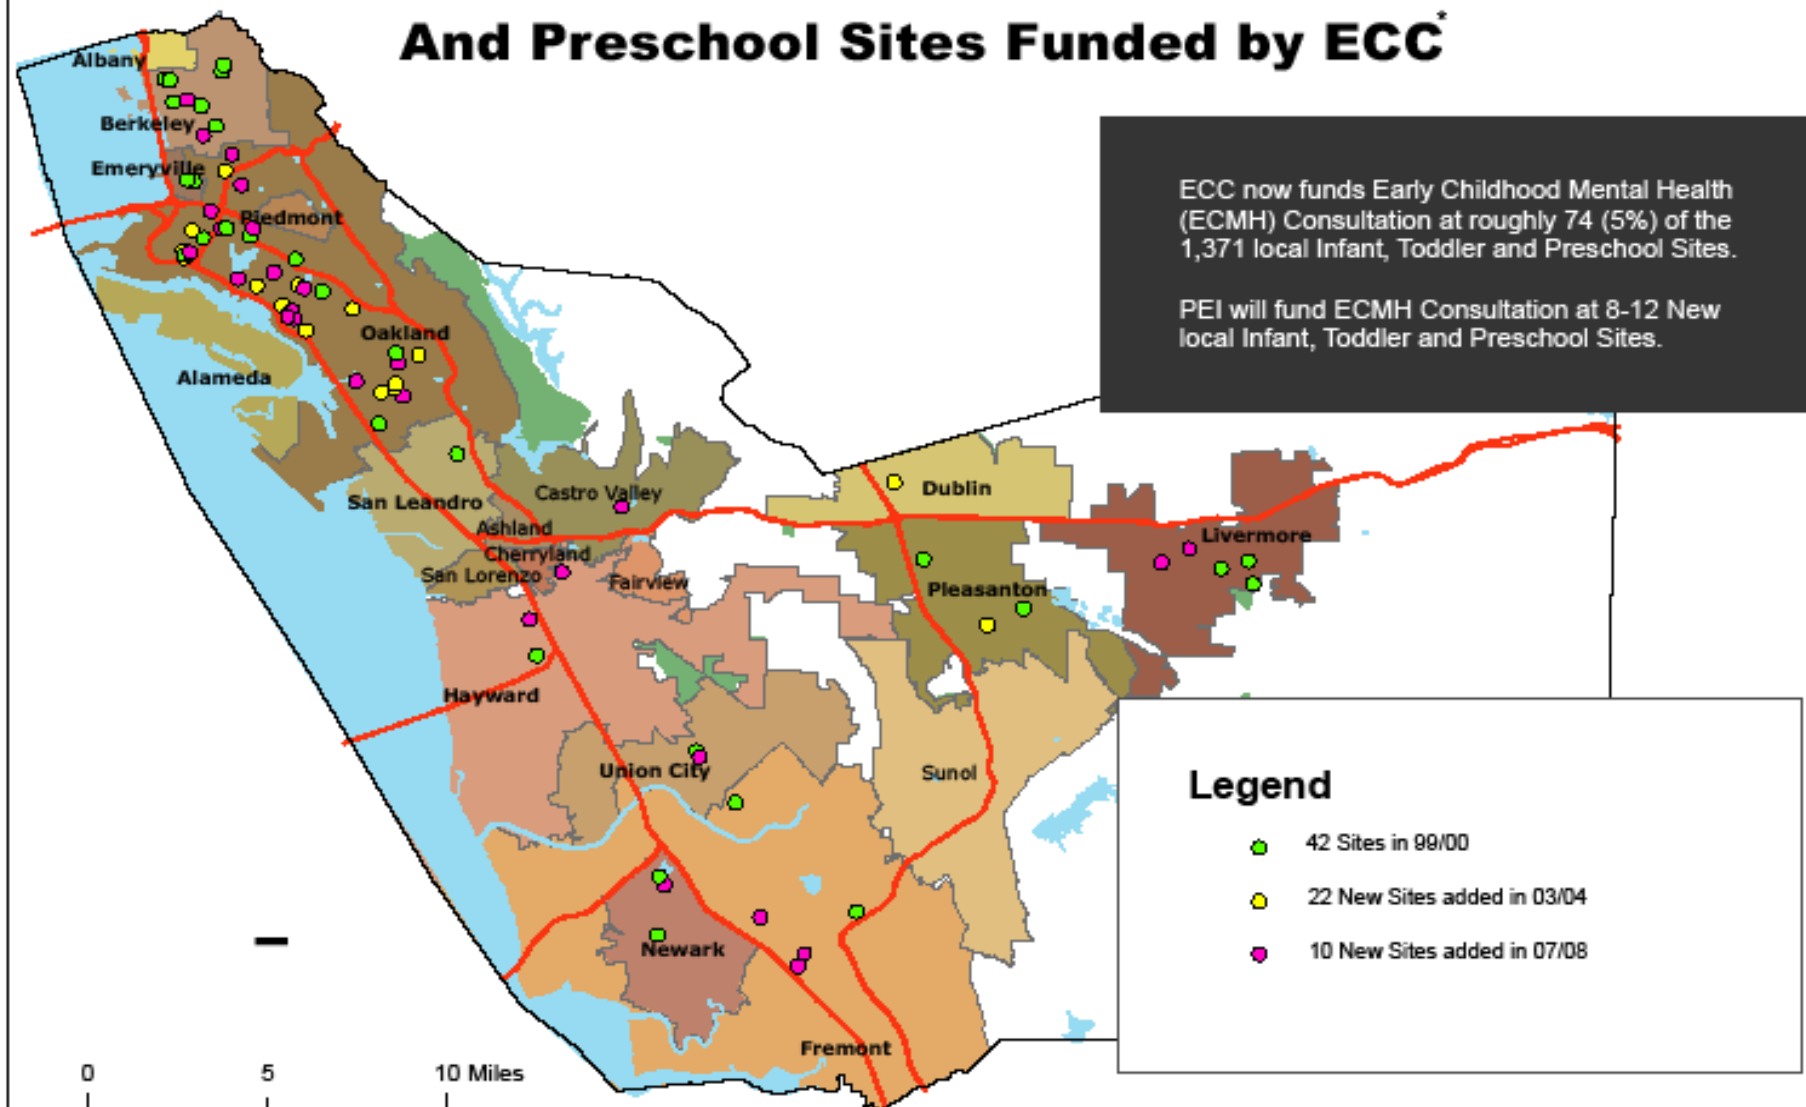 And Preschool Sites Funded by ECC*
ECC now funds Early Childhood Mental Health
(ECMH) Consultation at roughly 74 (5%) of the
1,371 local Infant, Toddler and Preschool Sites.
PEI will fund ECMH Consultation at 8-12 New
local Infant, Toddler and Preschool Sites.
Albany
Berkeley
Emeryville
Piedmont
Oakland
Alameda
San Leandro
Castro Valley
Dublin
Ashland
Livermore
Cherryland
San Lorenzo
Fairview
Pleasanton
Hayward
Union City
Sunol
Newark
Fremont
Legend
42 Sites in 99/00
22 New Sites added in 03/04
10 New Sites added in 07/08
0 5 10 Miles